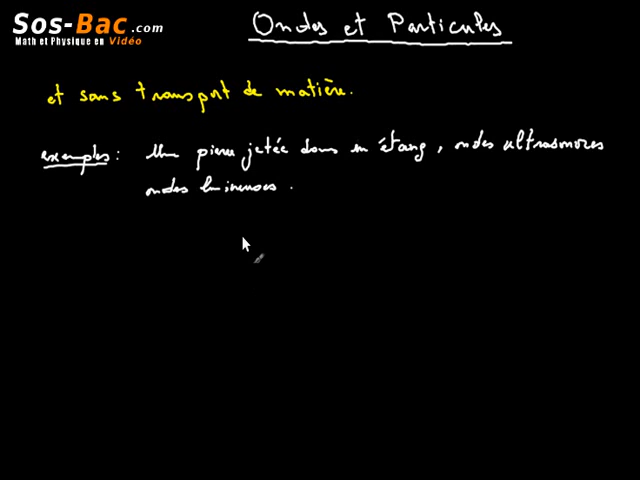 Sos-Bac.com
Math et Physique en Vidéo
Ondes et Particules
et sans transport de matière.
exemples : Une pierre jetée dans un étang, ondes ultrasonores
ondes lumineuses.